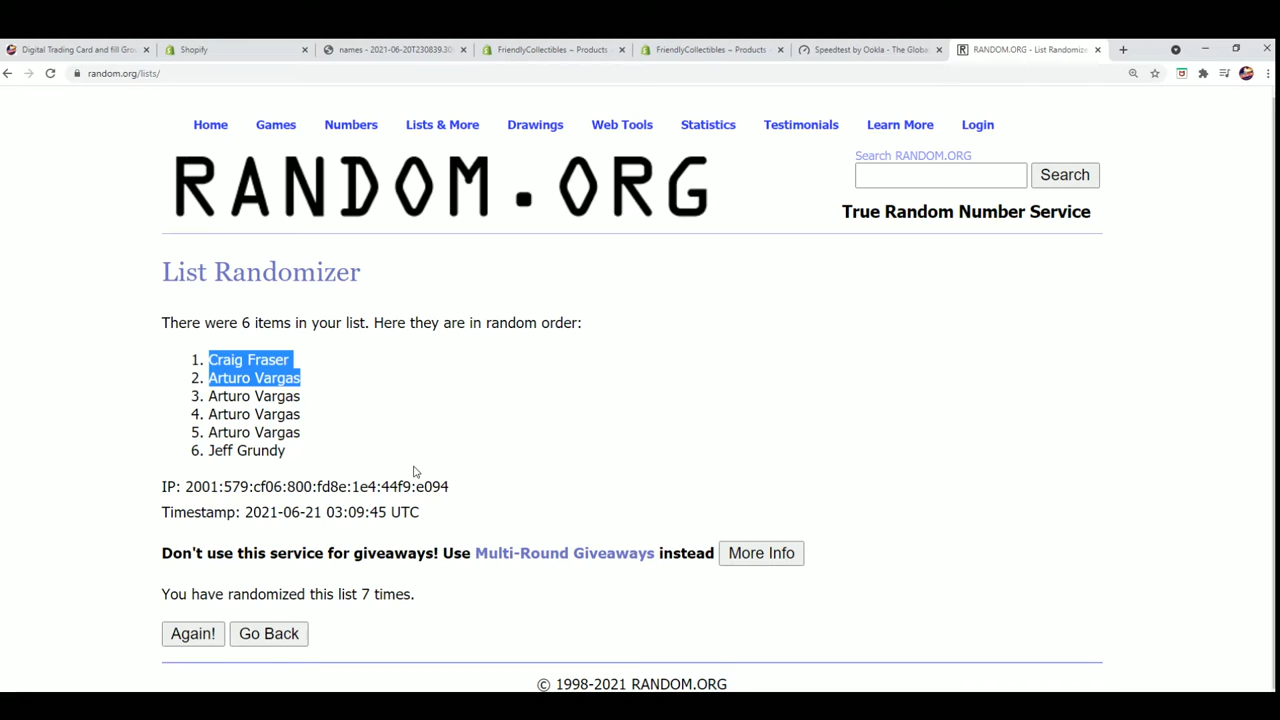 Digital Trading Card and fill Grou
Shopify
names - 2021-06-20T230839.30
FriendlyCollectibles ~ Products
FriendlyCollectibles ~ Products
Speedtest by Ookla - The Globa
RANDOM.ORG - List Randomize
random.org/lists/
Home Games Numbers Lists & More Drawings Web Tools Statistics Testimonials Learn More Login
RANDOM.ORG
Search RANDOM.ORG
Search
True Random Number Service
List Randomizer
There were 6 items in your list. Here they are in random order:
1. Craig Fraser
2. Arturo Vargas
3. Arturo Vargas
4. Arturo Vargas
5. Arturo Vargas
6. Jeff Grundy
IP: 2001:579:cf06:800:fd8e:1e4:44f9:e094
Timestamp: 2021-06-21 03:09:45 UTC
Don't use this service for giveaways! Use Multi-Round Giveaways instead More Info
You have randomized this list 7 times.
Again! Go Back
© 1998-2021 RANDOM.ORG